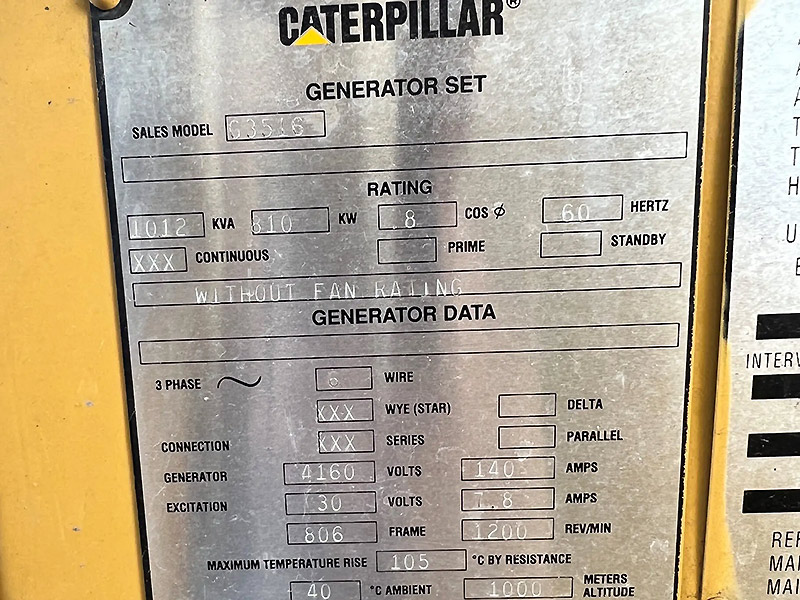 CATERPILLAR®
GENERATOR SET
SALES MODEL G3516
RATING
1012 KVA 810 KW .8 COS φ 60 HERTZ
XXX CONTINUOUS PRIME STANDBY
WITHOUT FAN RATING
GENERATOR DATA
3 PHASE 6 WIRE
XXX WYE (STAR) DELTA
CONNECTION XXX SERIES PARALLEL
GENERATOR 4160 VOLTS 140 AMPS
EXCITATION 30 VOLTS 7.8 AMPS
806 FRAME 1200 REV/MIN
MAXIMUM TEMPERATURE RISE 105 °C BY RESISTANCE
40 °C AMBIENT 1000 METERS ALTITUDE